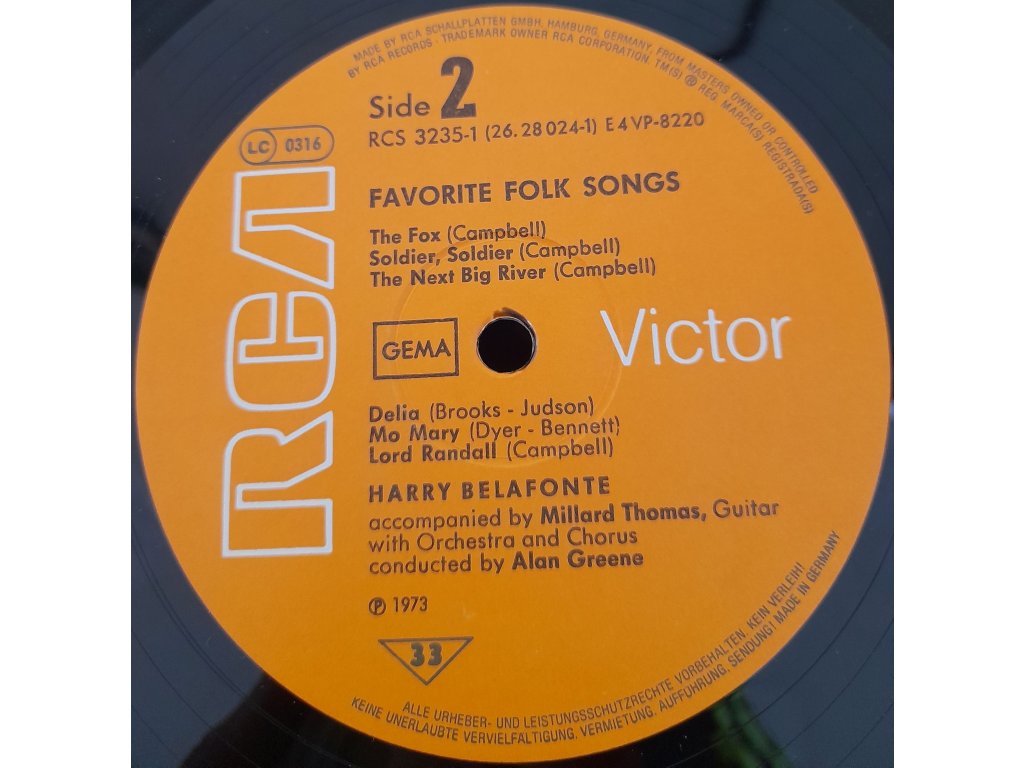 MADE BY RCA SCHALLPLATTEN GMBH, HAMBURG, GERMANY, FROM MASTERS OWNED OR CONTROLLED
BY RCA RECORDS · TRADEMARK OWNER RCA CORPORATION. TM(S) ® REG. MARCA(S) REGISTRADA(S)
Side 2
RCS 3235-1 (26.28 024-1) E 4 VP-8220
LC 0316
RCA
FAVORITE FOLK SONGS
The Fox (Campbell)
Soldier, Soldier (Campbell)
The Next Big River (Campbell)
GEMA
Victor
Delia (Brooks - Judson)
Mo Mary (Dyer - Bennett)
Lord Randall (Campbell)
HARRY BELAFONTE
accompanied by Millard Thomas, Guitar
with Orchestra and Chorus
conducted by Alan Greene
℗ 1973
33
ALLE URHEBER- UND LEISTUNGSSCHUTZRECHTE VORBEHALTEN. KEIN VERLEIH!
KEINE UNERLAUBTE VERVIELFÄLTIGUNG, VERMIETUNG, AUFFÜHRUNG, SENDUNG! MADE IN GERMANY